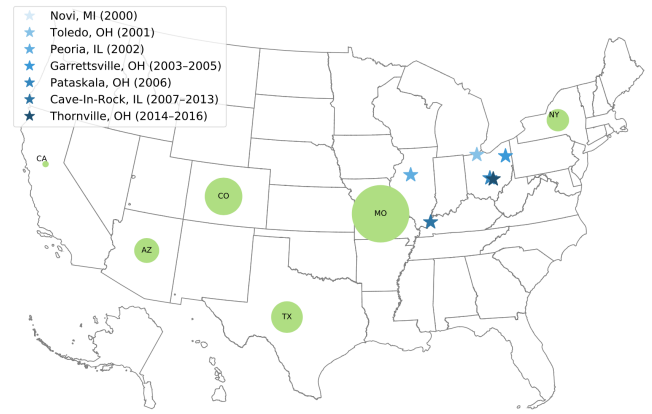 Novi, MI (2000)
Toledo, OH (2001)
Peoria, IL (2002)
Garrettsville, OH (2003–2005)
Pataskala, OH (2006)
Cave-In-Rock, IL (2007–2013)
Thornville, OH (2014–2016)
NY
CA
CO
MO
AZ
TX